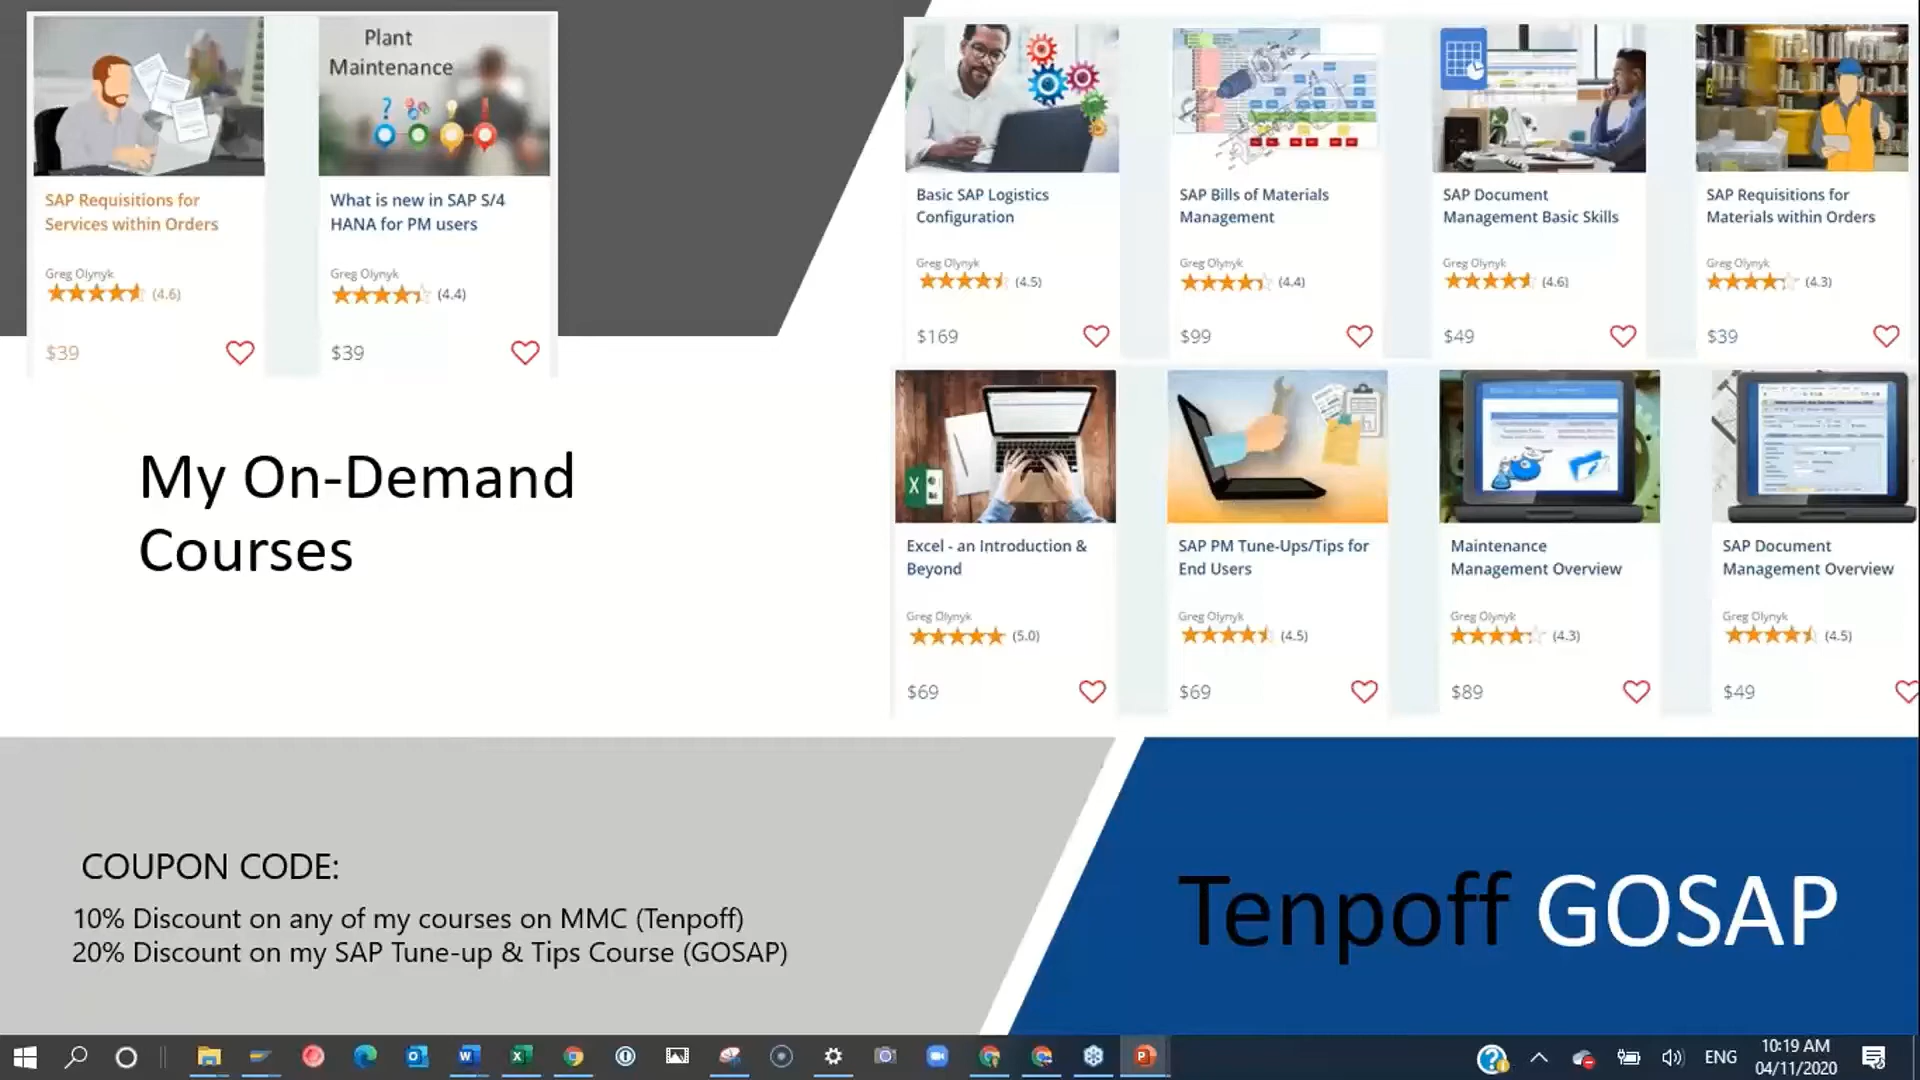 Plant
Maintenance
SAP Requisitions for
Services within Orders
Greg Olynyk
(4.6)
$39
What is new in SAP S/4
HANA for PM users
Greg Olynyk
(4.4)
$39
Basic SAP Logistics
Configuration
Greg Olynyk
(4.5)
$169
SAP Bills of Materials
Management
Greg Olynyk
(4.4)
$99
SAP Document
Management Basic Skills
Greg Olynyk
(4.6)
$49
SAP Requisitions for
Materials within Orders
Greg Olynyk
(4.3)
$39
My On-Demand
Courses
Excel - an Introduction &
Beyond
Greg Olynyk
(5.0)
$69
SAP PM Tune-Ups/Tips for
End Users
Greg Olynyk
(4.5)
$69
Maintenance
Management Overview
Greg Olynyk
(4.3)
$89
SAP Document
Management Overview
Greg Olynyk
(4.5)
$49
COUPON CODE:
10% Discount on any of my courses on MMC (Tenpoff)
20% Discount on my SAP Tune-up & Tips Course (GOSAP)
Tenpoff GOSAP
ENG
10:19 AM
04/11/2020